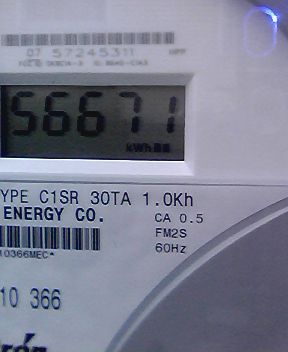 07 57245311
56671
kWh
YPE C1SR 30TA 1.0Kh
ENERGY CO.
CA 0.5
FM2S
60Hz
10366MEC*
10 366
rón